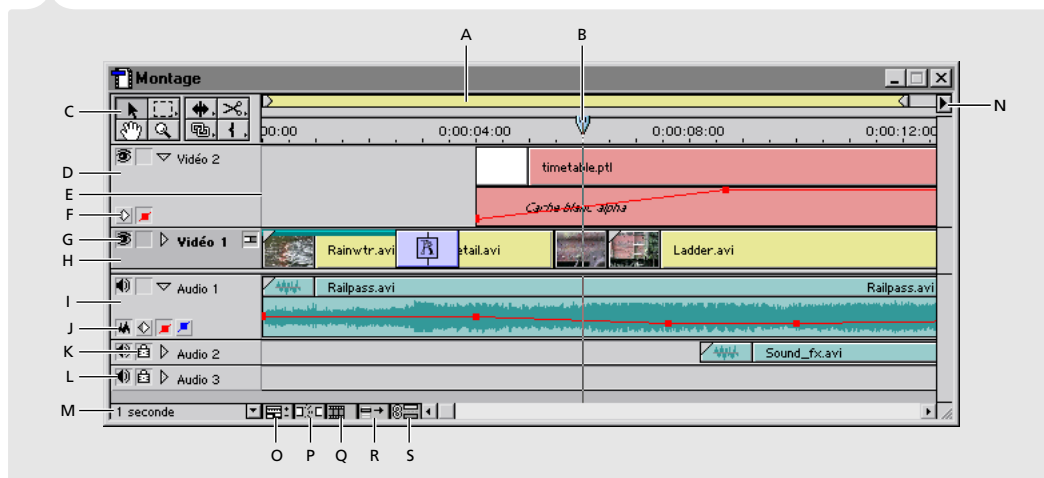 A B
Montage
C
N
00:00 0:00:04:00 0:00:08:00 0:00:12:00
D
Vidéo 2
timetable.ptl
E
F
Cache blanc alpha
G
Vidéo 1
Rainwtr.avi etail.avi Ladder.avi
H
I
Audio 1
Railpass.avi Railpass.avi
J
K
Audio 2
Sound_fx.avi
L
Audio 3
M
1 seconde
O P Q R S